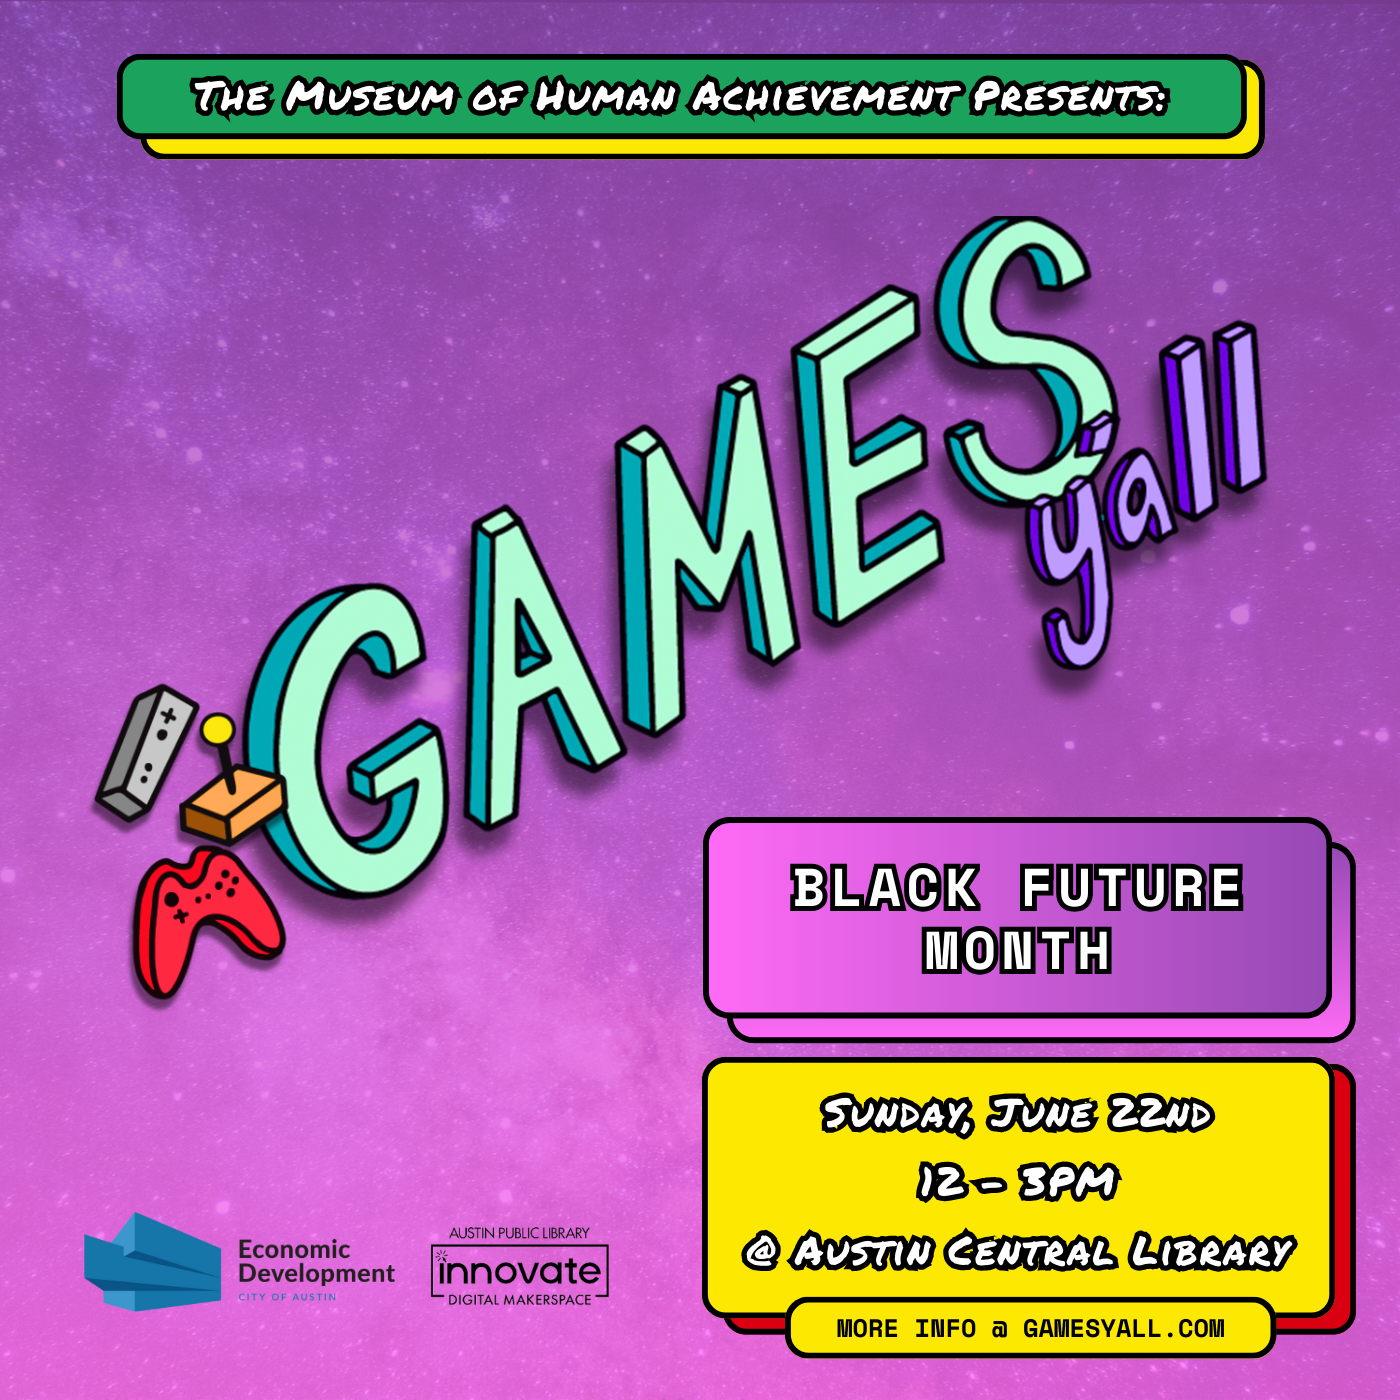 The Museum of Human Achievement Presents:
GAMES
y'all
BLACK FUTURE
MONTH
Sunday, June 22nd
12 - 3PM
@ Austin Central Library
MORE INFO @ GAMESYALL.COM
Economic
Development
CITY OF AUSTIN
AUSTIN PUBLIC LIBRARY
innovate
DIGITAL MAKERSPACE